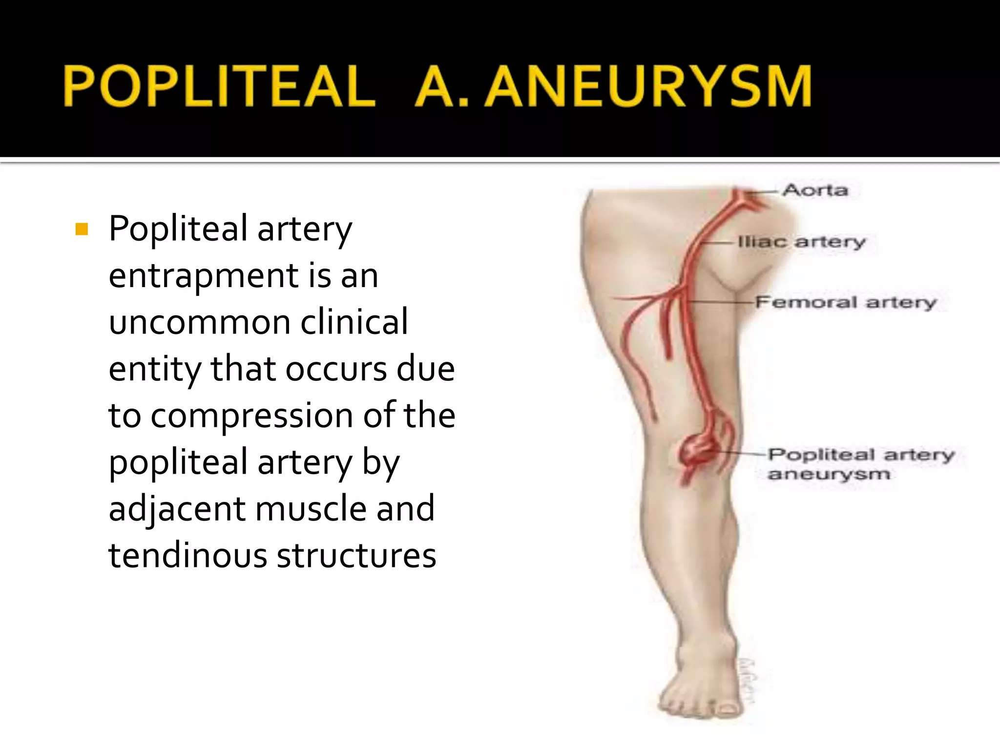 POPLITEAL A. ANEURYSM
Popliteal artery
entrapment is an
uncommon clinical
entity that occurs due
to compression of the
popliteal artery by
adjacent muscle and
tendinous structures
Aorta
Iliac artery
Femoral artery
Popliteal artery
aneurysm